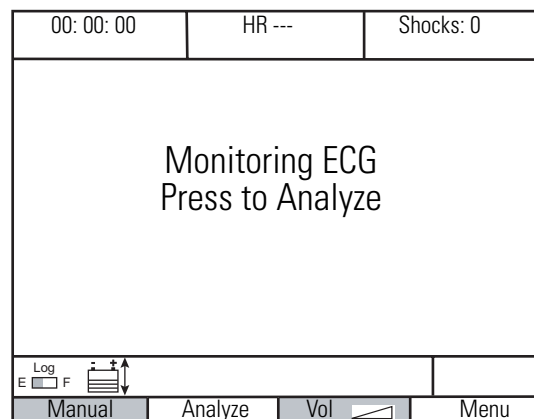 00: 00: 00 HR --- Shocks: 0
Monitoring ECG
Press to Analyze
Log
E F
- +
Manual Analyze Vol Menu